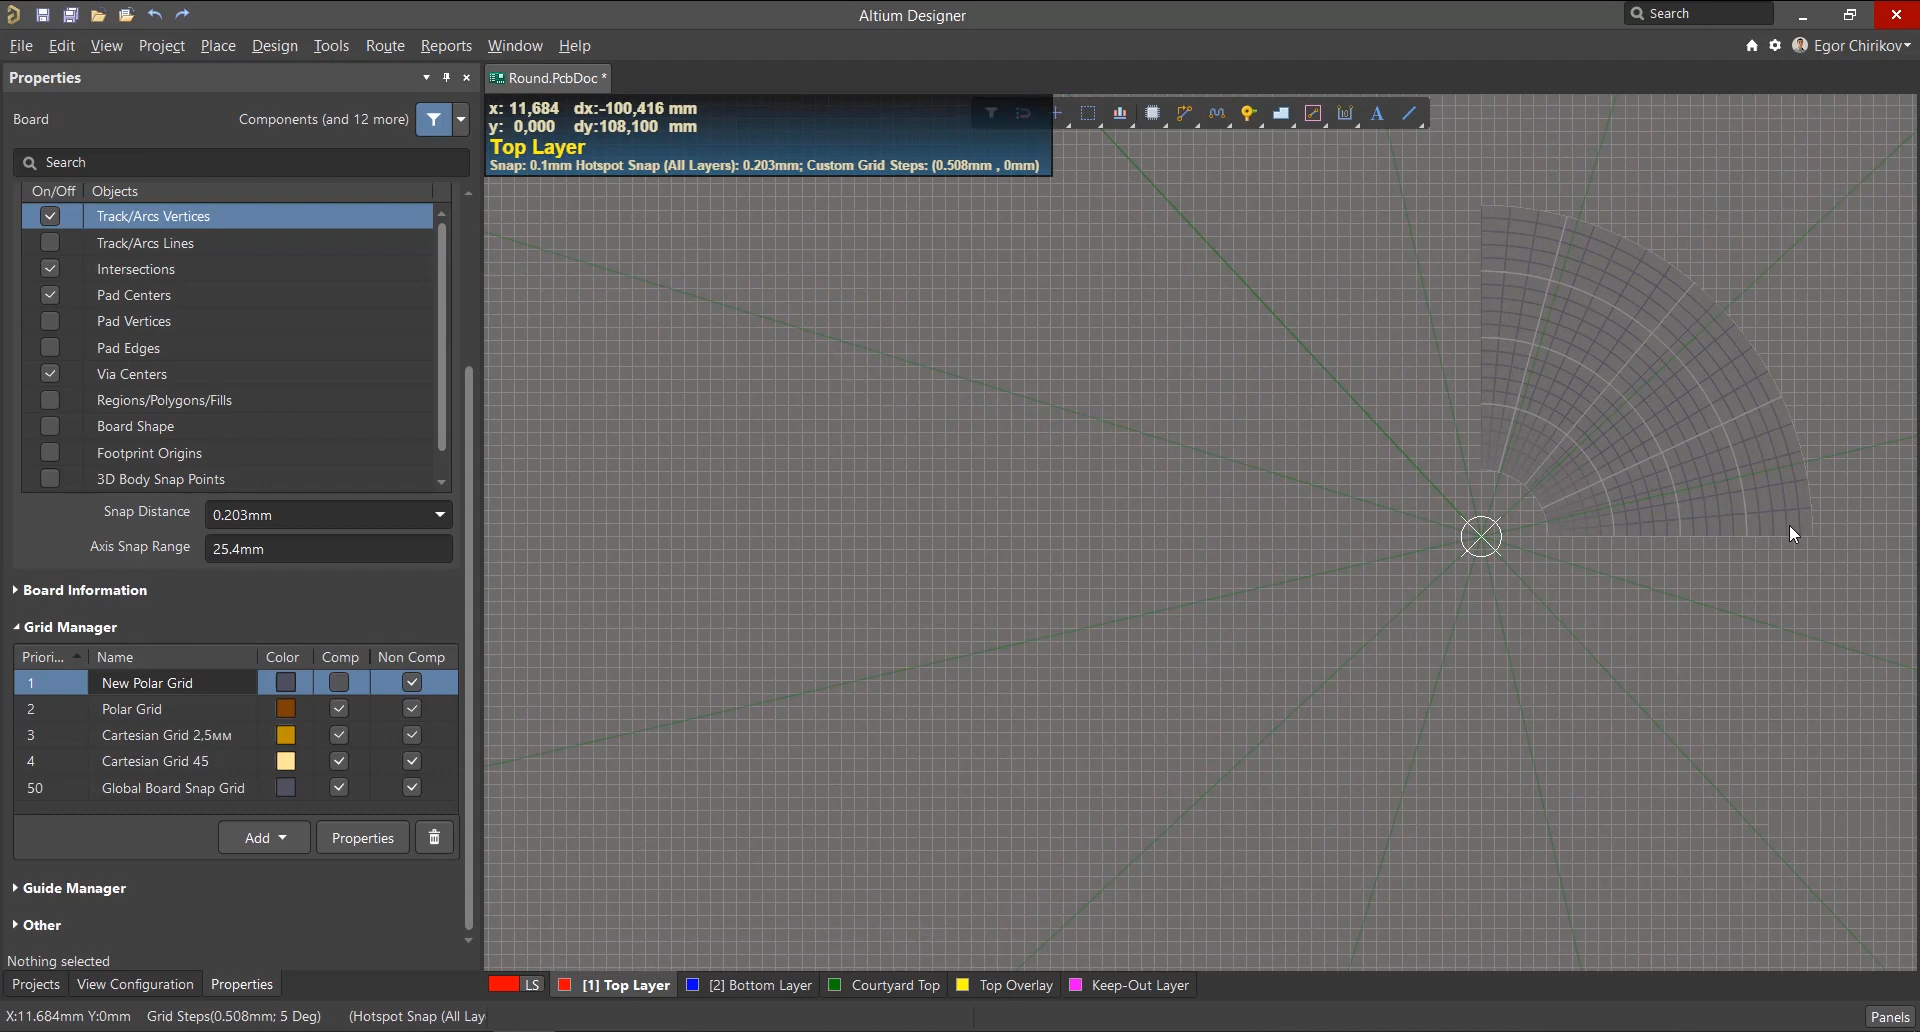 Altium Designer
Search
File Edit View Project Place Design Tools Route Reports Window Help
Egor Chirikov
Properties
Round.PcbDoc *
x: 11,684 dx:-100,416 mm
y: 0,000 dy:108,100 mm
Top Layer
Snap: 0.1mm Hotspot Snap (All Layers): 0.203mm; Custom Grid Steps: (0.508mm , 0mm)
Board
Components (and 12 more)
Search
On/Off Objects
Track/Arcs Vertices
Track/Arcs Lines
Intersections
Pad Centers
Pad Vertices
Pad Edges
Via Centers
Regions/Polygons/Fills
Board Shape
Footprint Origins
3D Body Snap Points
Snap Distance 0.203mm
Axis Snap Range 25.4mm
Board Information
Grid Manager
Priori... Name Color Comp Non Comp
1 New Polar Grid
2 Polar Grid
3 Cartesian Grid 2,5мм
4 Cartesian Grid 45
50 Global Board Snap Grid
Add Properties
Guide Manager
Other
Nothing selected
Projects View Configuration Properties
LS [1] Top Layer [2] Bottom Layer Courtyard Top Top Overlay Keep-Out Layer
X:11.684mm Y:0mm Grid Steps(0.508mm; 5 Deg) (Hotspot Snap (All Lay
Panels